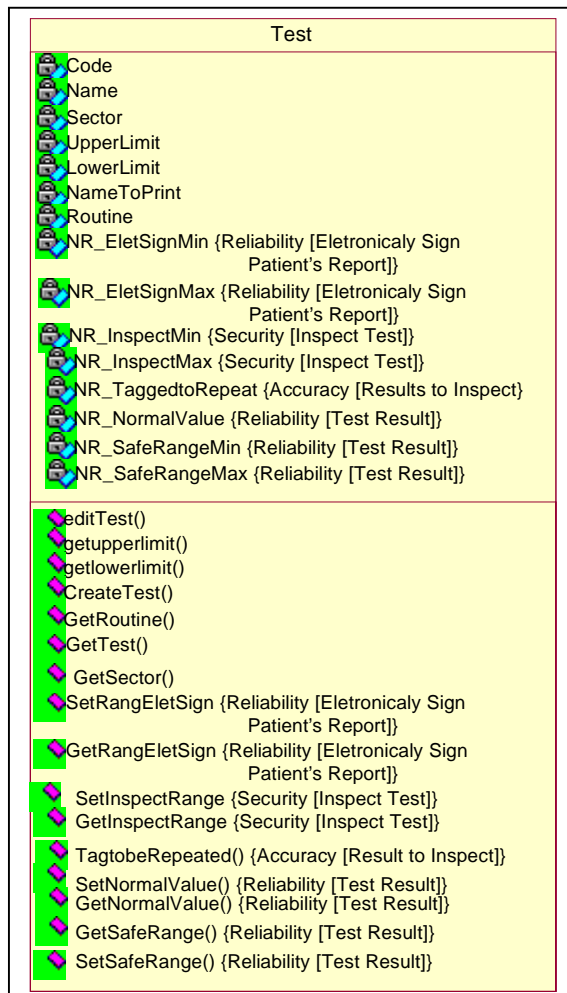 Test
Code
Name
Sector
UpperLimit
LowerLimit
NameToPrint
Routine
NR_EletSignMin {Reliability [Eletronicaly Sign
Patient's Report]}
NR_EletSignMax {Reliability [Eletronicaly Sign
Patient's Report]}
NR_InspectMin {Security [Inspect Test]}
NR_InspectMax {Security [Inspect Test]}
NR_TaggedtoRepeat {Accuracy [Results to Inspect}
NR_NormalValue {Reliability [Test Result]}
NR_SafeRangeMin {Reliability [Test Result]}
NR_SafeRangeMax {Reliability [Test Result]}
editTest()
getupperlimit()
getlowerlimit()
CreateTest()
GetRoutine()
GetTest()
GetSector()
SetRangEletSign {Reliability [Eletronicaly Sign
Patient's Report]}
GetRangEletSign {Reliability [Eletronicaly Sign
Patient's Report]}
SetInspectRange {Security [Inspect Test]}
GetInspectRange {Security [Inspect Test]}
TagtobeRepeated() {Accuracy [Result to Inspect]}
SetNormalValue() {Reliability [Test Result]}
GetNormalValue() {Reliability [Test Result]}
GetSafeRange() {Reliability [Test Result]}
SetSafeRange() {Reliability [Test Result]}